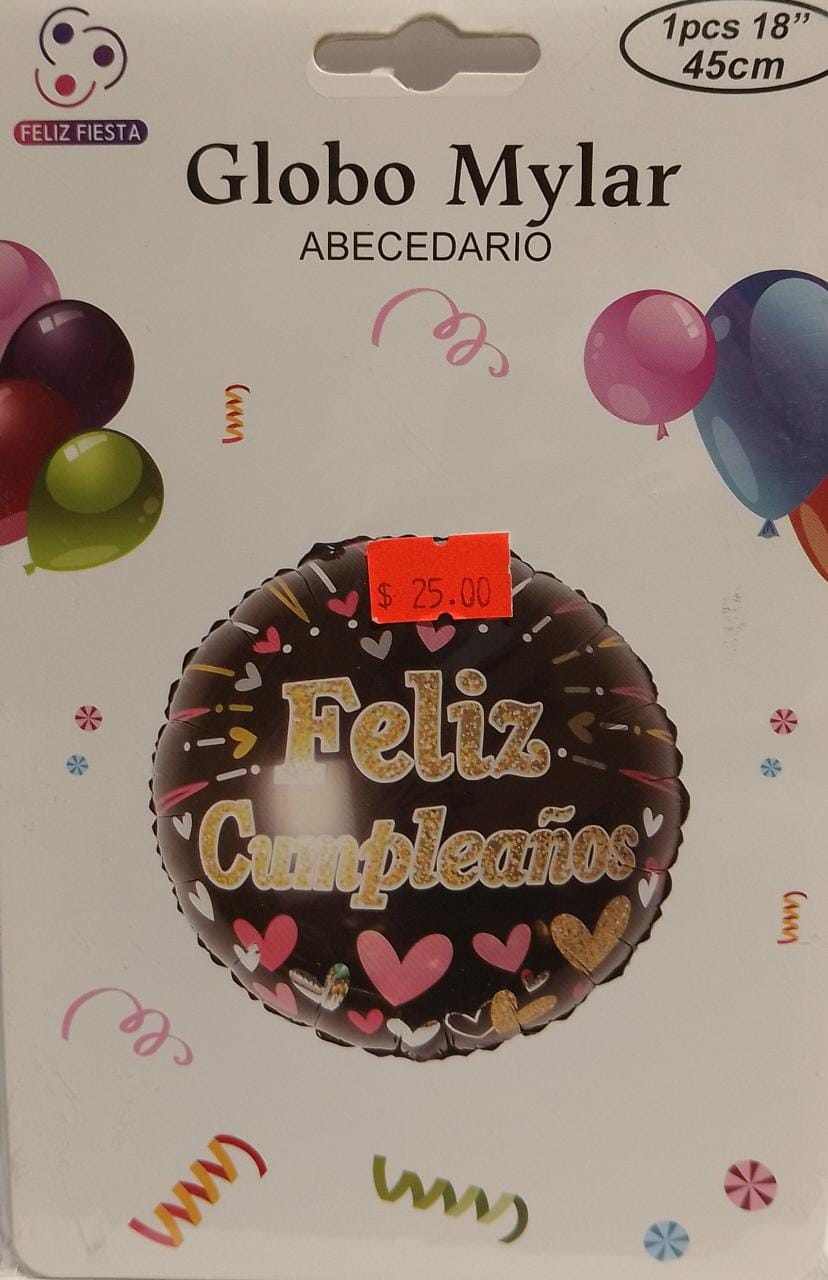 1pcs 18”
45cm
FELIZ FIESTA
Globo Mylar
ABECEDARIO
$ 25.00
Feliz
Cumpleaños